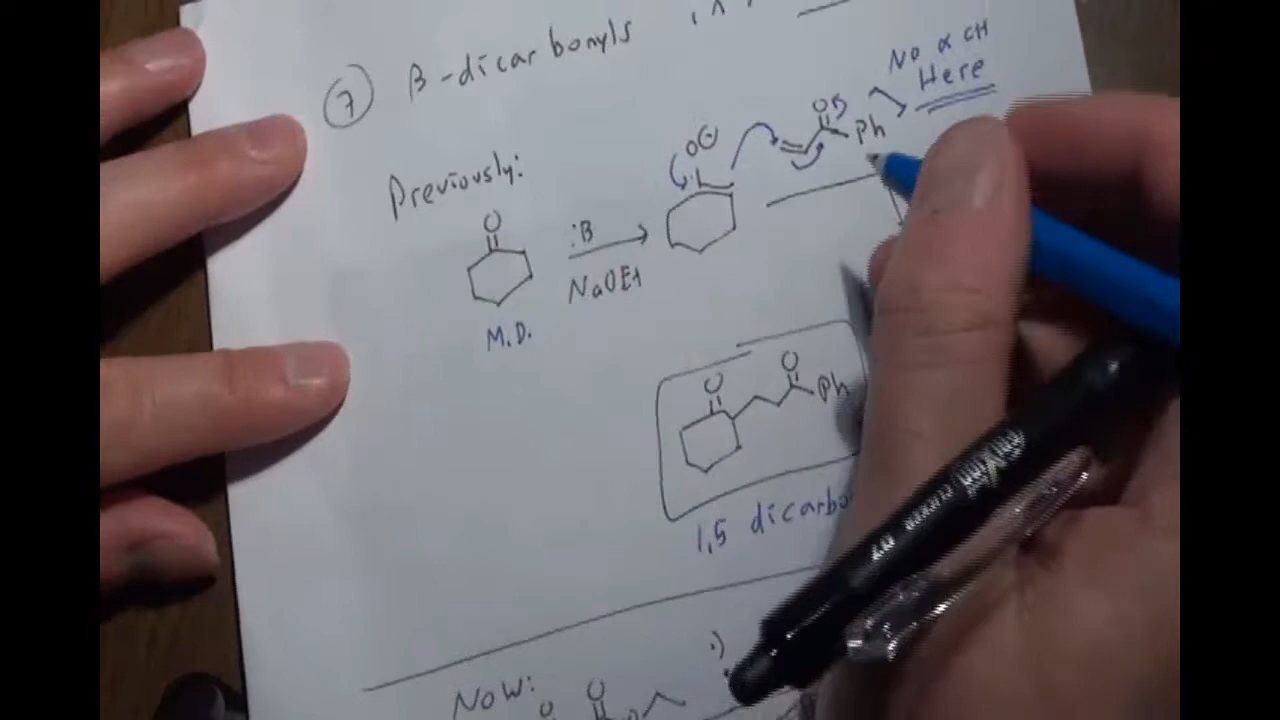 7 β-dicarbonyls
NO α CH
Here
O⊖
O
Ph
Previously:
O
:B
NaOEt
M.D.
O
O
Ph
1,5 dicarbo
Now:
O
O